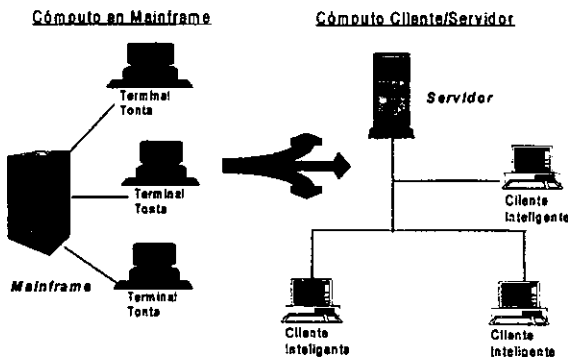 Cómputo en Mainframe
Cómputo Cliente/Servidor
Terminal
Tonta
Terminal
Tonta
Terminal
Tonta
Mainframe
Servidor
Cliente
Inteligente
Cliente
Inteligente
Cliente
Inteligente